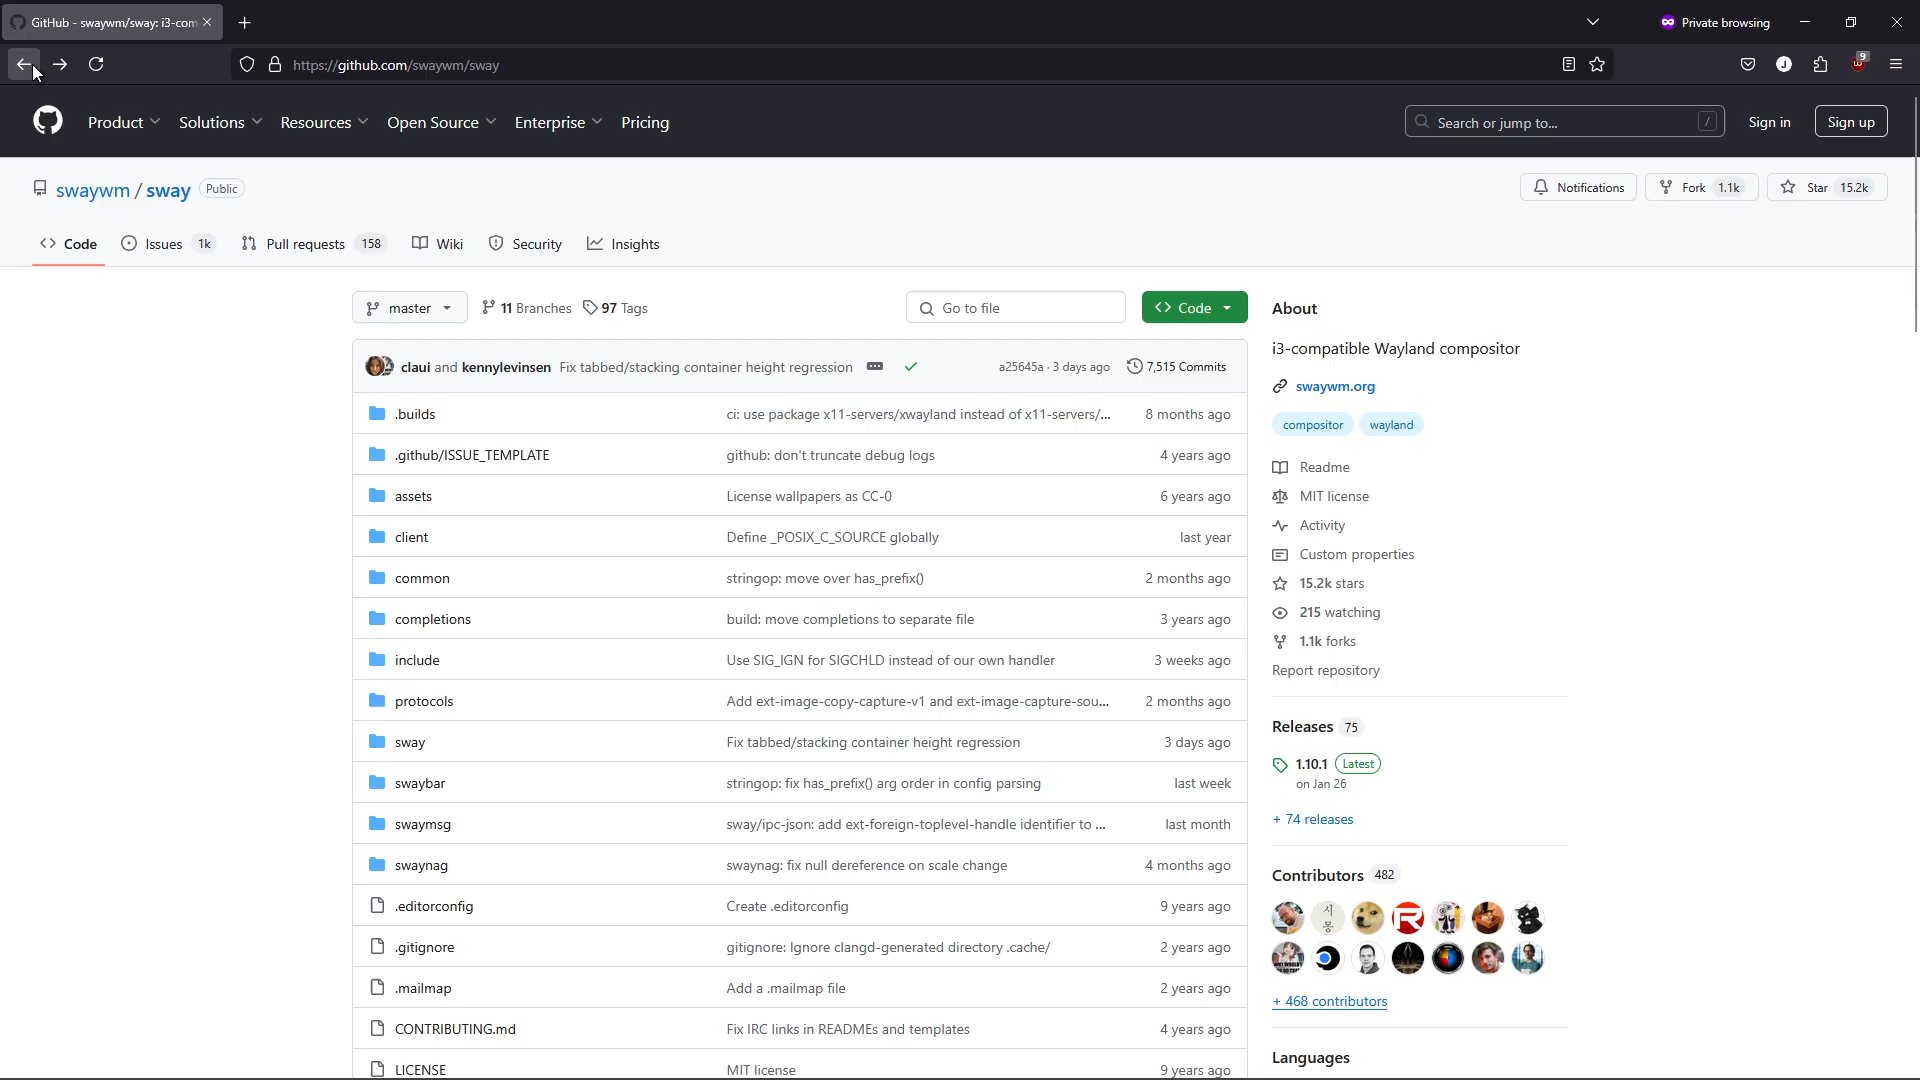 GitHub - swaywm/sway: i3-com
Private browsing
https://github.com/swaywm/sway
J
9
Product
Solutions
Resources
Open Source
Enterprise
Pricing
Search or jump to...
/
Sign in
Sign up
swaywm / sway Public
Notifications
Fork 1.1k
Star 15.2k
Code
Issues 1k
Pull requests 158
Wiki
Security
Insights
master
11 Branches
97 Tags
Go to file
Code
claui and kennylevinsen Fix tabbed/stacking container height regression
a25645a · 3 days ago
7,515 Commits
.builds
ci: use package x11-servers/xwayland instead of x11-servers/...
8 months ago
.github/ISSUE_TEMPLATE
github: don't truncate debug logs
4 years ago
assets
License wallpapers as CC-0
6 years ago
client
Define _POSIX_C_SOURCE globally
last year
common
stringop: move over has_prefix()
2 months ago
completions
build: move completions to separate file
3 years ago
include
Use SIG_IGN for SIGCHLD instead of our own handler
3 weeks ago
protocols
Add ext-image-copy-capture-v1 and ext-image-capture-sou...
2 months ago
sway
Fix tabbed/stacking container height regression
3 days ago
swaybar
stringop: fix has_prefix() arg order in config parsing
last week
swaymsg
sway/ipc-json: add ext-foreign-toplevel-handle identifier to ...
last month
swaynag
swaynag: fix null dereference on scale change
4 months ago
.editorconfig
Create .editorconfig
9 years ago
.gitignore
gitignore: Ignore clangd-generated directory .cache/
2 years ago
.mailmap
Add a .mailmap file
2 years ago
CONTRIBUTING.md
Fix IRC links in READMEs and templates
4 years ago
LICENSE
MIT license
9 years ago
About
i3-compatible Wayland compositor
swaywm.org
compositor
wayland
Readme
MIT license
Activity
Custom properties
15.2k stars
215 watching
1.1k forks
Report repository
Releases 75
1.10.1 Latest
on Jan 26
+ 74 releases
Contributors 482
시
몽
+ 468 contributors
Languages